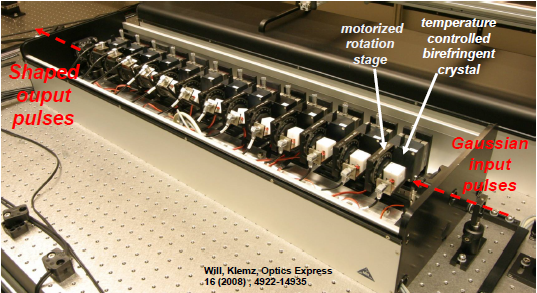 motorized
rotation
stage
temperature
controlled
birefringent
crystal
Shaped
ouput
pulses
Gaussian
input
pulses
Will, Klemz, Optics Express
16 (2008) , 4922-14935